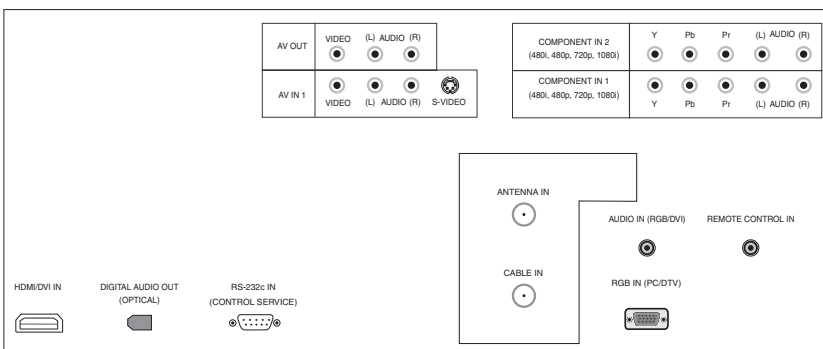 AV OUT
VIDEO (L) AUDIO (R)
AV IN 1
VIDEO (L) AUDIO (R) S-VIDEO
COMPONENT IN 2
(480i, 480p, 720p, 1080i)
Y Pb Pr (L) AUDIO (R)
COMPONENT IN 1
(480i, 480p, 720p, 1080i)
Y Pb Pr (L) AUDIO (R)
ANTENNA IN
AUDIO IN (RGB/DVI)
REMOTE CONTROL IN
CABLE IN
RGB IN (PC/DTV)
HDMI/DVI IN
DIGITAL AUDIO OUT
(OPTICAL)
RS-232c IN
(CONTROL SERVICE)